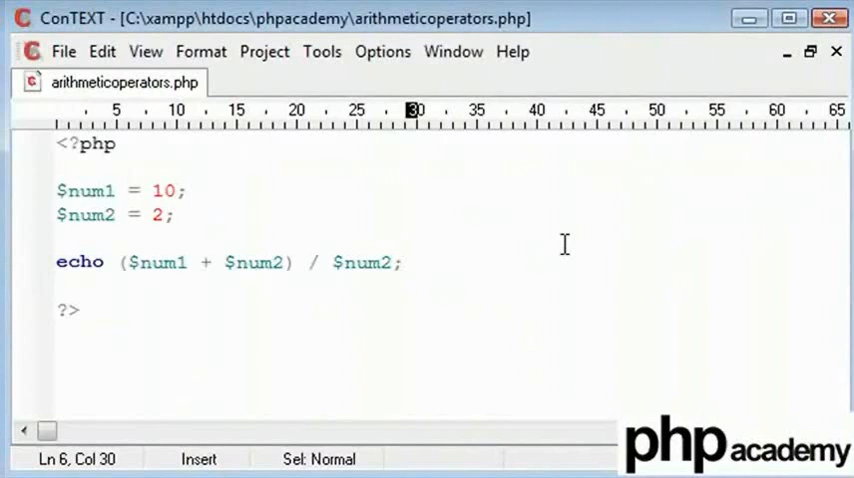 ConTEXT - [C:\xampp\htdocs\phpacademy\arithmeticoperators.php]
File Edit View Format Project Tools Options Window Help
arithmeticoperators.php
5 10 15 20 25 30 35 40 45 50 55 60 65
<?php
$num1 = 10;
$num2 = 2;
echo ($num1 + $num2) / $num2;
?>
Ln 6, Col 30 Insert Sel: Normal
php academy